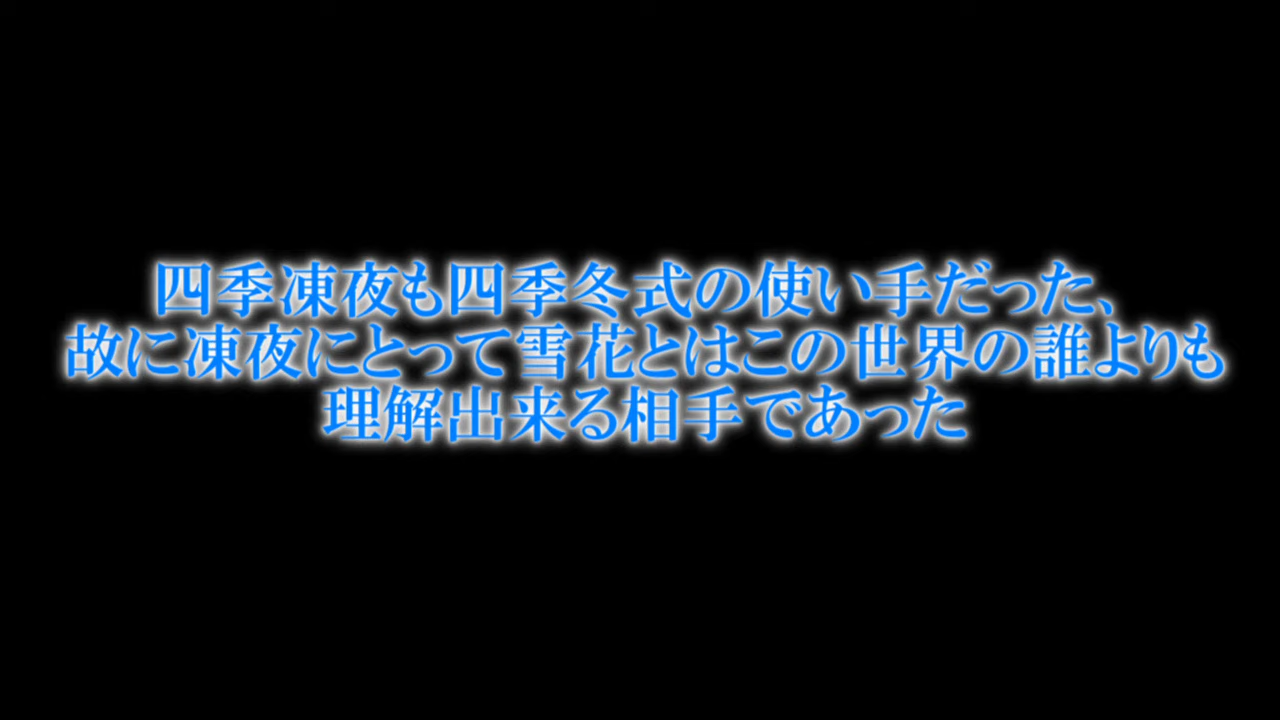 四季凍夜も四季冬式の使い手だった、
故に凍夜にとって雪花とはこの世界の誰よりも
理解出来る相手であった